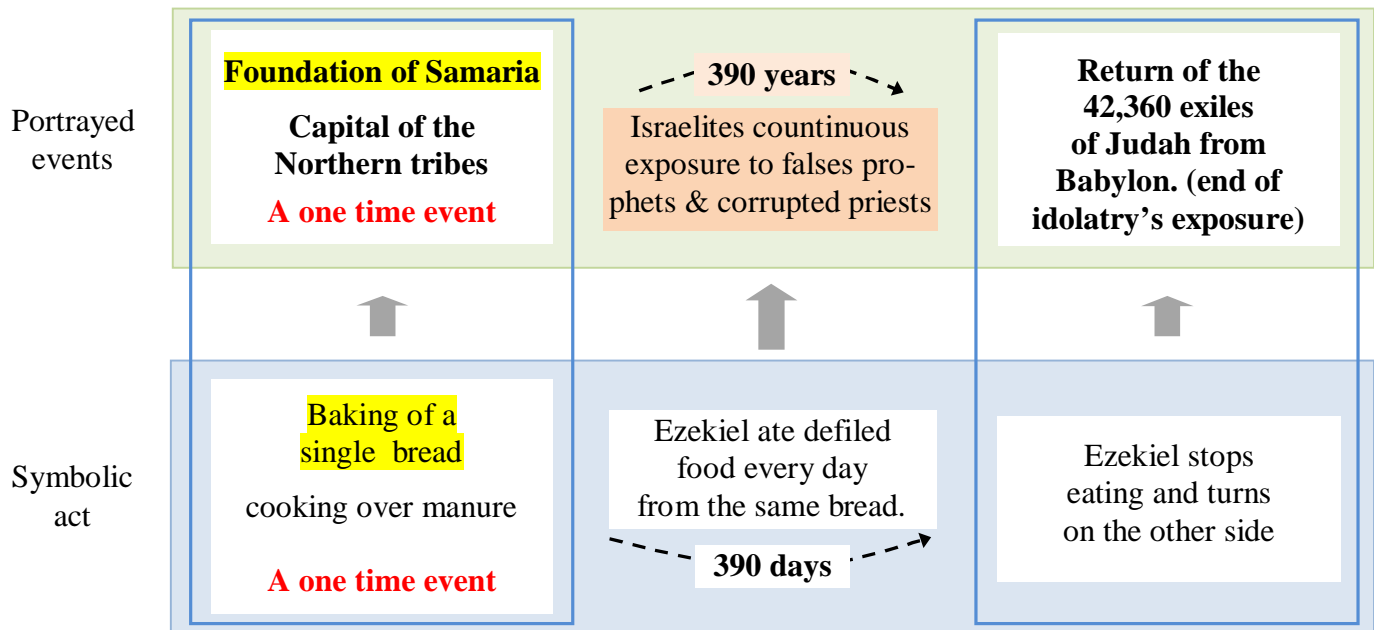 Portrayed
events
Foundation of Samaria
Capital of the
Northern tribes
A one time event
390 years
Israelites countinuous
exposure to falses pro-
phets & corrupted priests
Return of the
42,360 exiles
of Judah from
Babylon. (end of
idolatry’s exposure)
Symbolic
act
Baking of a
single bread
cooking over manure
A one time event
Ezekiel ate defiled
food every day
from the same bread.
390 days
Ezekiel stops
eating and turns
on the other side